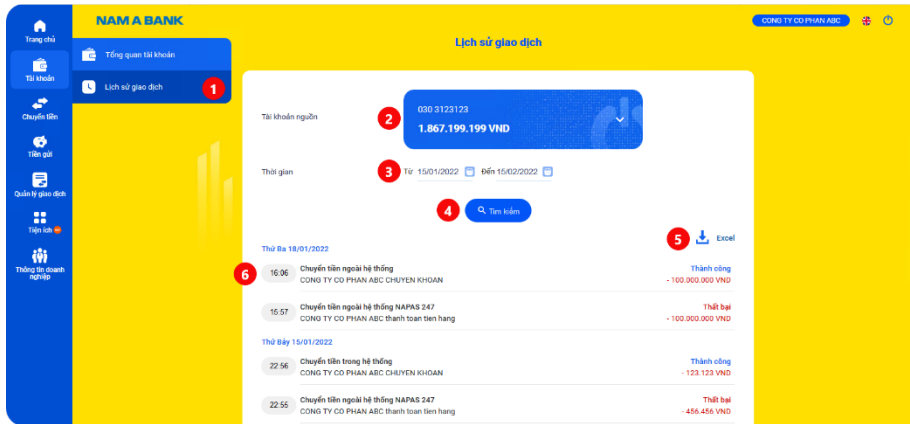 NAM A BANK
CONG TY CO PHAN ABC
Trang chủ
Tài khoản
Chuyển tiền
Tiền gửi
Quản lý giao dịch
Tiện ích
Thông tin doanh
nghiệp
Tổng quan tài khoản
Lịch sử giao dịch
1
Lịch sử giao dịch
Tài khoản nguồn
2
030 3123123
1.867.199.199 VND
Thời gian
3
Từ 15/01/2022 Đến 15/02/2022
4
Tìm kiếm
5
Excel
Thứ Ba 18/01/2022
6
16:06 Chuyển tiền ngoài hệ thống Thành công
CONG TY CO PHAN ABC CHUYEN KHOAN - 100.000.000 VND
15:57 Chuyển tiền ngoài hệ thống NAPAS 247 Thất bại
CONG TY CO PHAN ABC thanh toan tien hang - 100.000.000 VND
Thứ Bảy 15/01/2022
22:56 Chuyển tiền trong hệ thống Thành công
CONG TY CO PHAN ABC CHUYEN KHOAN - 123.123 VND
22:55 Chuyển tiền ngoài hệ thống NAPAS 247 Thất bại
CONG TY CO PHAN ABC thanh toan tien hang - 456.456 VND